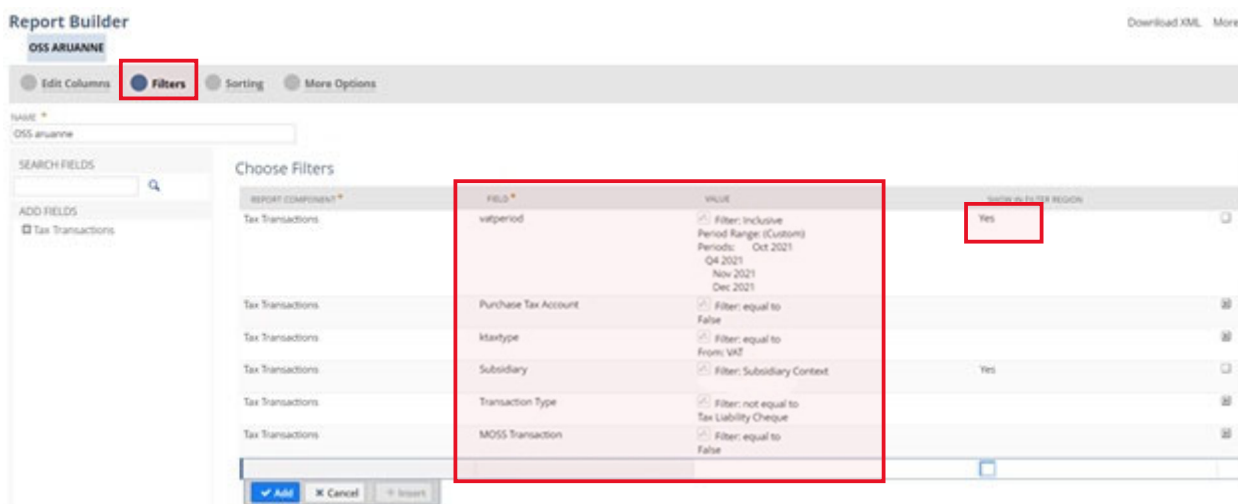 Report Builder
Download XML More
OSS ARUANNE
Edit Columns Filters Sorting More Options
NAME *
OSS aruanne
SEARCH FIELDS
Choose Filters
REPORT COMPONENT * FIELD * VALUE SHOW IN FILTER REGION
ADD FIELDS
Tax Transactions
Tax Transactions vatperiod Filter: Inclusive Yes
Period Range: (Custom)
Periods: Oct 2021
Q4 2021
Nov 2021
Dec 2021
Tax Transactions Purchase Tax Account Filter: equal to
False
Tax Transactions ktaxtype Filter: equal to
From: VAT
Tax Transactions Subsidiary Filter: Subsidiary Context Yes
Tax Transactions Transaction Type Filter: not equal to
Tax Liability Cheque
Tax Transactions MOSS Transaction Filter: equal to
False
Add Cancel + Insert